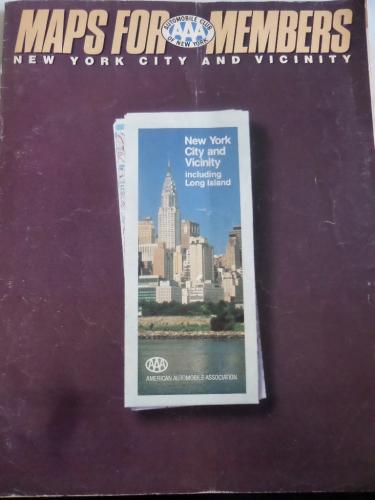 MAPS FOR MEMBERS
AUTOMOBILE CLUB
AAA
OF NEW YORK
NEW YORK CITY AND VICINITY
New York
City and
Vicinity
including
Long Island
AAA
AMERICAN AUTOMOBILE ASSOCIATION